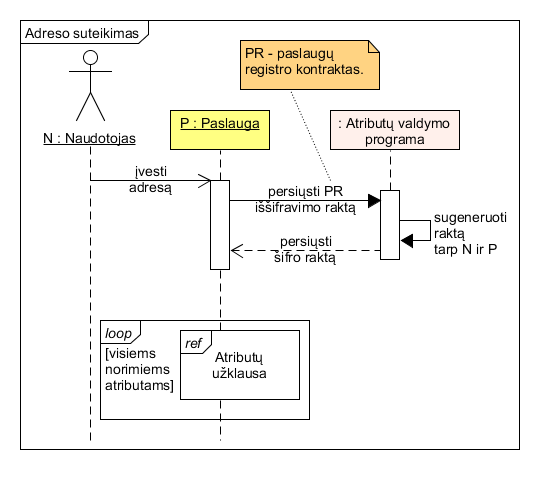 Adreso suteikimas
PR - paslaugų
registro kontraktas.
N : Naudotojas
P : Paslauga
: Atributų valdymo
programa
įvesti
adresą
persiųsti PR
iššifravimo raktą
sugeneruoti
raktą
tarp N ir P
persiųsti
šifro raktą
loop
[visiems
norimiems
atributams]
ref
Atributų
užklausa